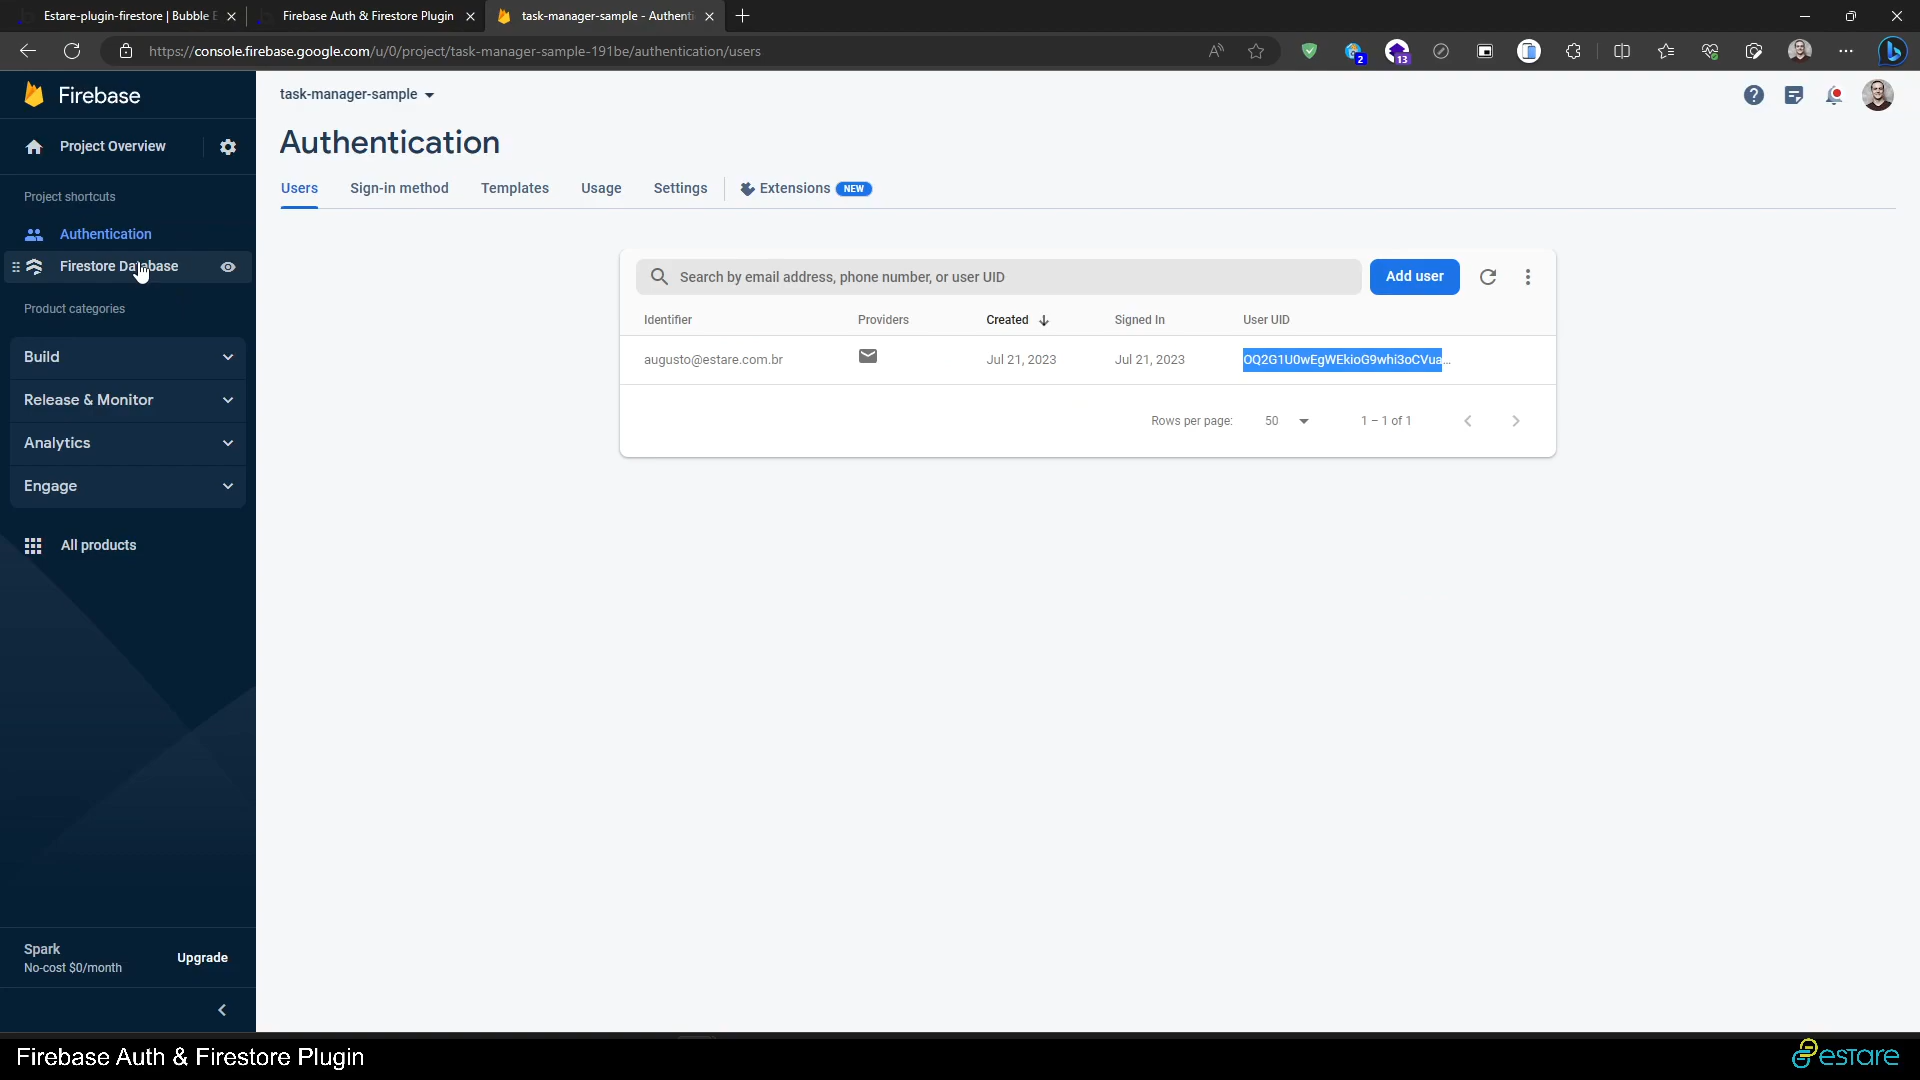 Estare-plugin-firestore | Bubble E
Firebase Auth & Firestore Plugin
task-manager-sample - Authenti
https://console.firebase.google.com/u/0/project/task-manager-sample-191be/authentication/users
2
13
Firebase
task-manager-sample
Project Overview
Authentication
Project shortcuts
Users
Sign-in method
Templates
Usage
Settings
Extensions
NEW
Authentication
Firestore Database
Product categories
Build
Release & Monitor
Analytics
Engage
All products
Search by email address, phone number, or user UID
Add user
Identifier
Providers
Created
Signed In
User UID
augusto@estare.com.br
Jul 21, 2023
Jul 21, 2023
OQ2G1U0wEgWEkioG9whi3oCVua...
Rows per page:
50
1 – 1 of 1
Spark
No-cost $0/month
Upgrade
Firebase Auth & Firestore Plugin
estare